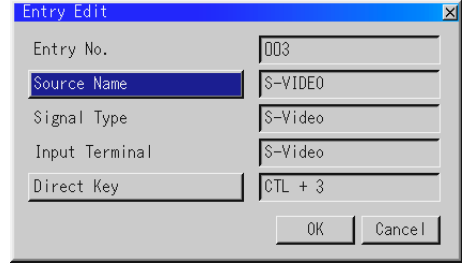 Entry Edit
Entry No. 003
Source Name S-VIDEO
Signal Type S-Video
Input Terminal S-Video
Direct Key CTL + 3
OK Cancel